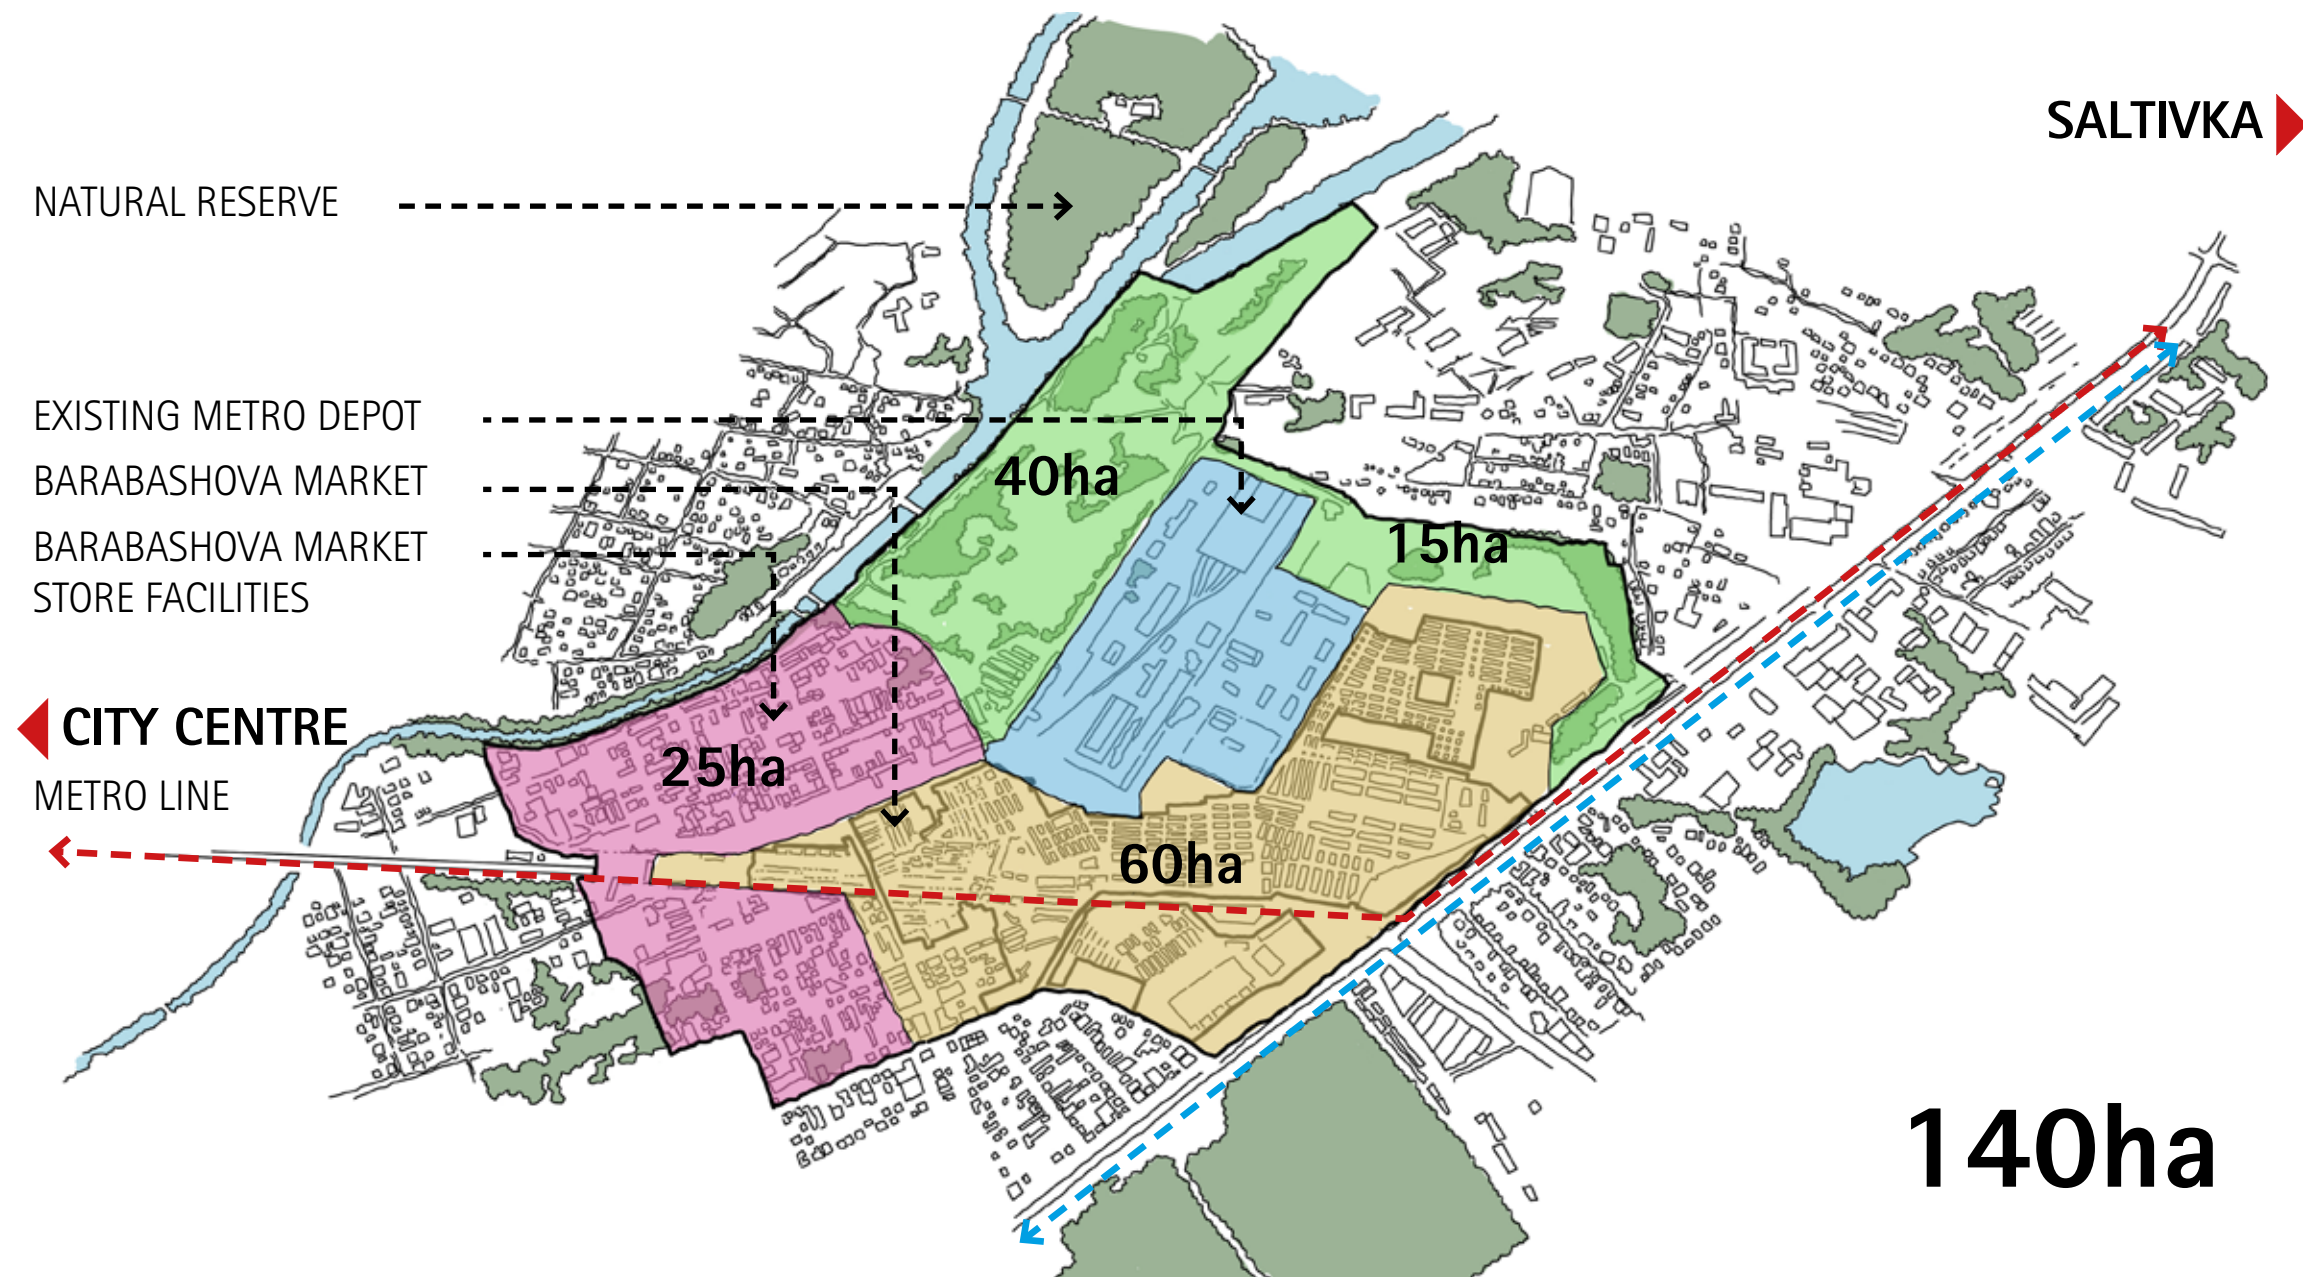 SALTIVKA
NATURAL RESERVE
EXISTING METRO DEPOT
BARABASHOVA MARKET
BARABASHOVA MARKET
STORE FACILITIES
40ha
15ha
CITY CENTRE
METRO LINE
25ha
60ha
140ha